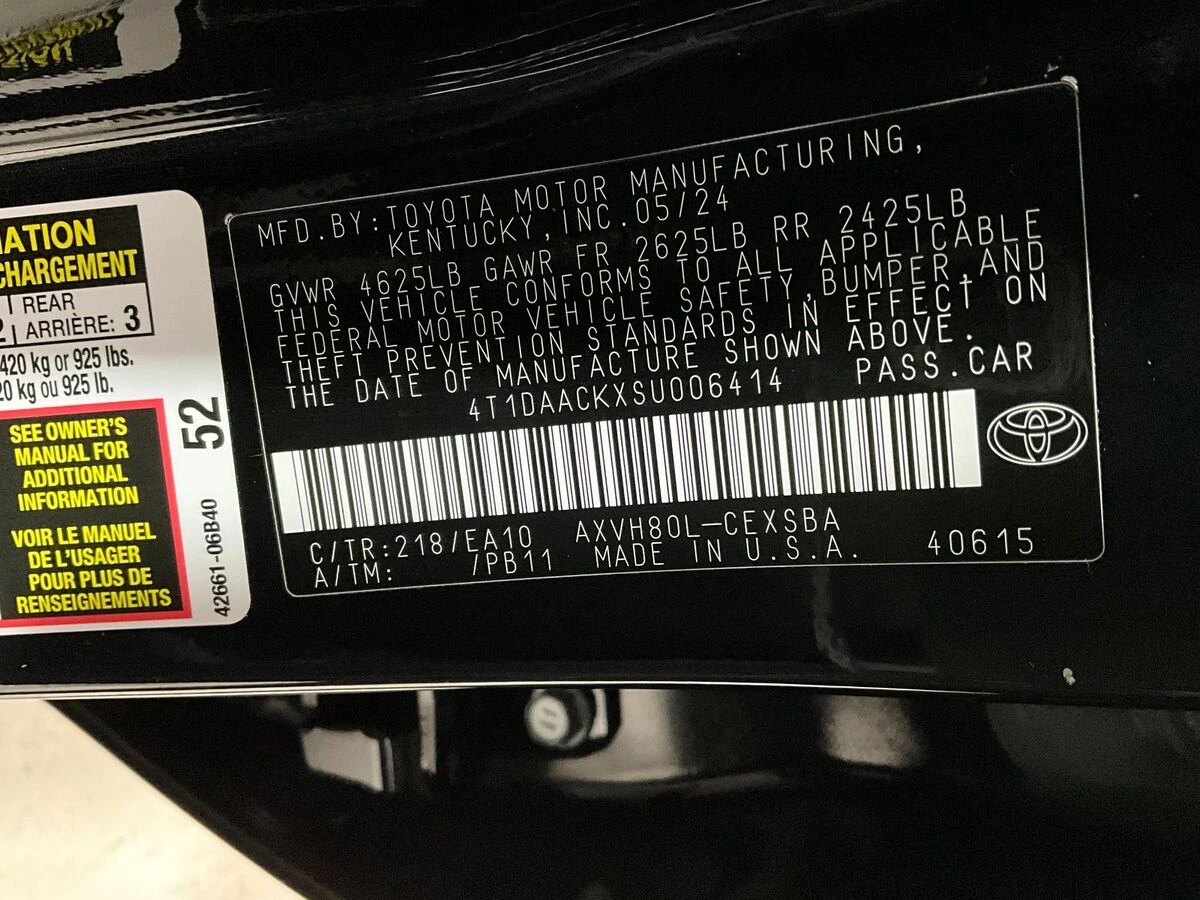 ATION
CHARGEMENT
REAR
ARRIÈRE: 3
420 kg or 925 lbs.
20 kg ou 925 lb.
SEE OWNER'S
MANUAL FOR
ADDITIONAL
INFORMATION
VOIR LE MANUEL
DE L'USAGER
POUR PLUS DE
RENSEIGNEMENTS
52
42661-06B40
MFD.BY:TOYOTA MOTOR MANUFACTURING,
KENTUCKY,INC.05/24
GVWR 4625LB GAWR FR 2625LB RR 2425LB
THIS VEHICLE CONFORMS TO ALL APPLICABLE
FEDERAL MOTOR VEHICLE SAFETY,BUMPER,AND
THEFT PREVENTION STANDARDS IN EFFECT ON
THE DATE OF MANUFACTURE SHOWN ABOVE.
4T1DAACKXSU006414 PASS.CAR
C/TR:218/EA10 AXVH80L-CEXSBA
A/TM: /PB11 MADE IN U.S.A. 40615